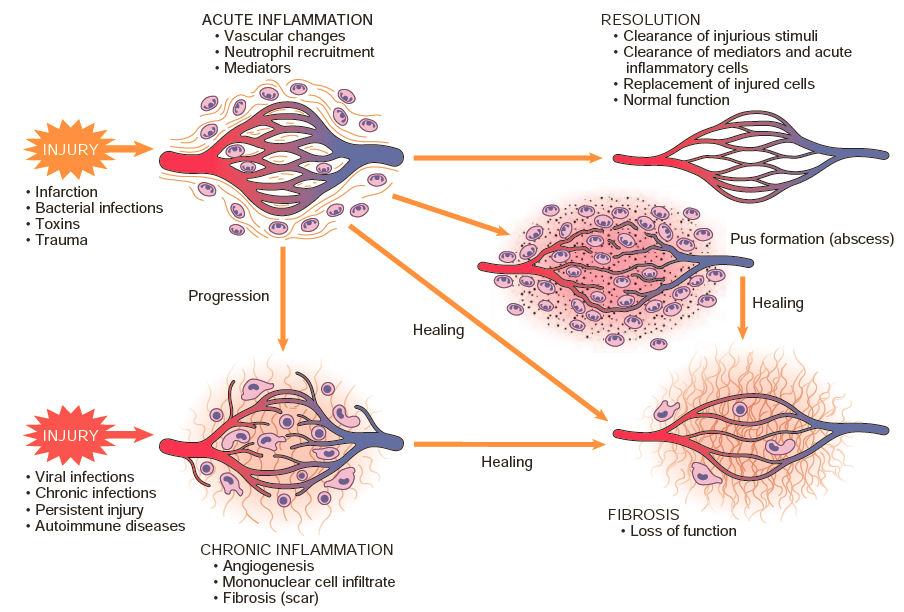 ACUTE INFLAMMATION
• Vascular changes
• Neutrophil recruitment
• Mediators
RESOLUTION
• Clearance of injurious stimuli
• Clearance of mediators and acute
inflammatory cells
• Replacement of injured cells
• Normal function
INJURY
• Infarction
• Bacterial infections
• Toxins
• Trauma
Pus formation (abscess)
Progression
Healing
Healing
INJURY
• Viral infections
• Chronic infections
• Persistent injury
• Autoimmune diseases
Healing
CHRONIC INFLAMMATION
• Angiogenesis
• Mononuclear cell infiltrate
• Fibrosis (scar)
FIBROSIS
• Loss of function